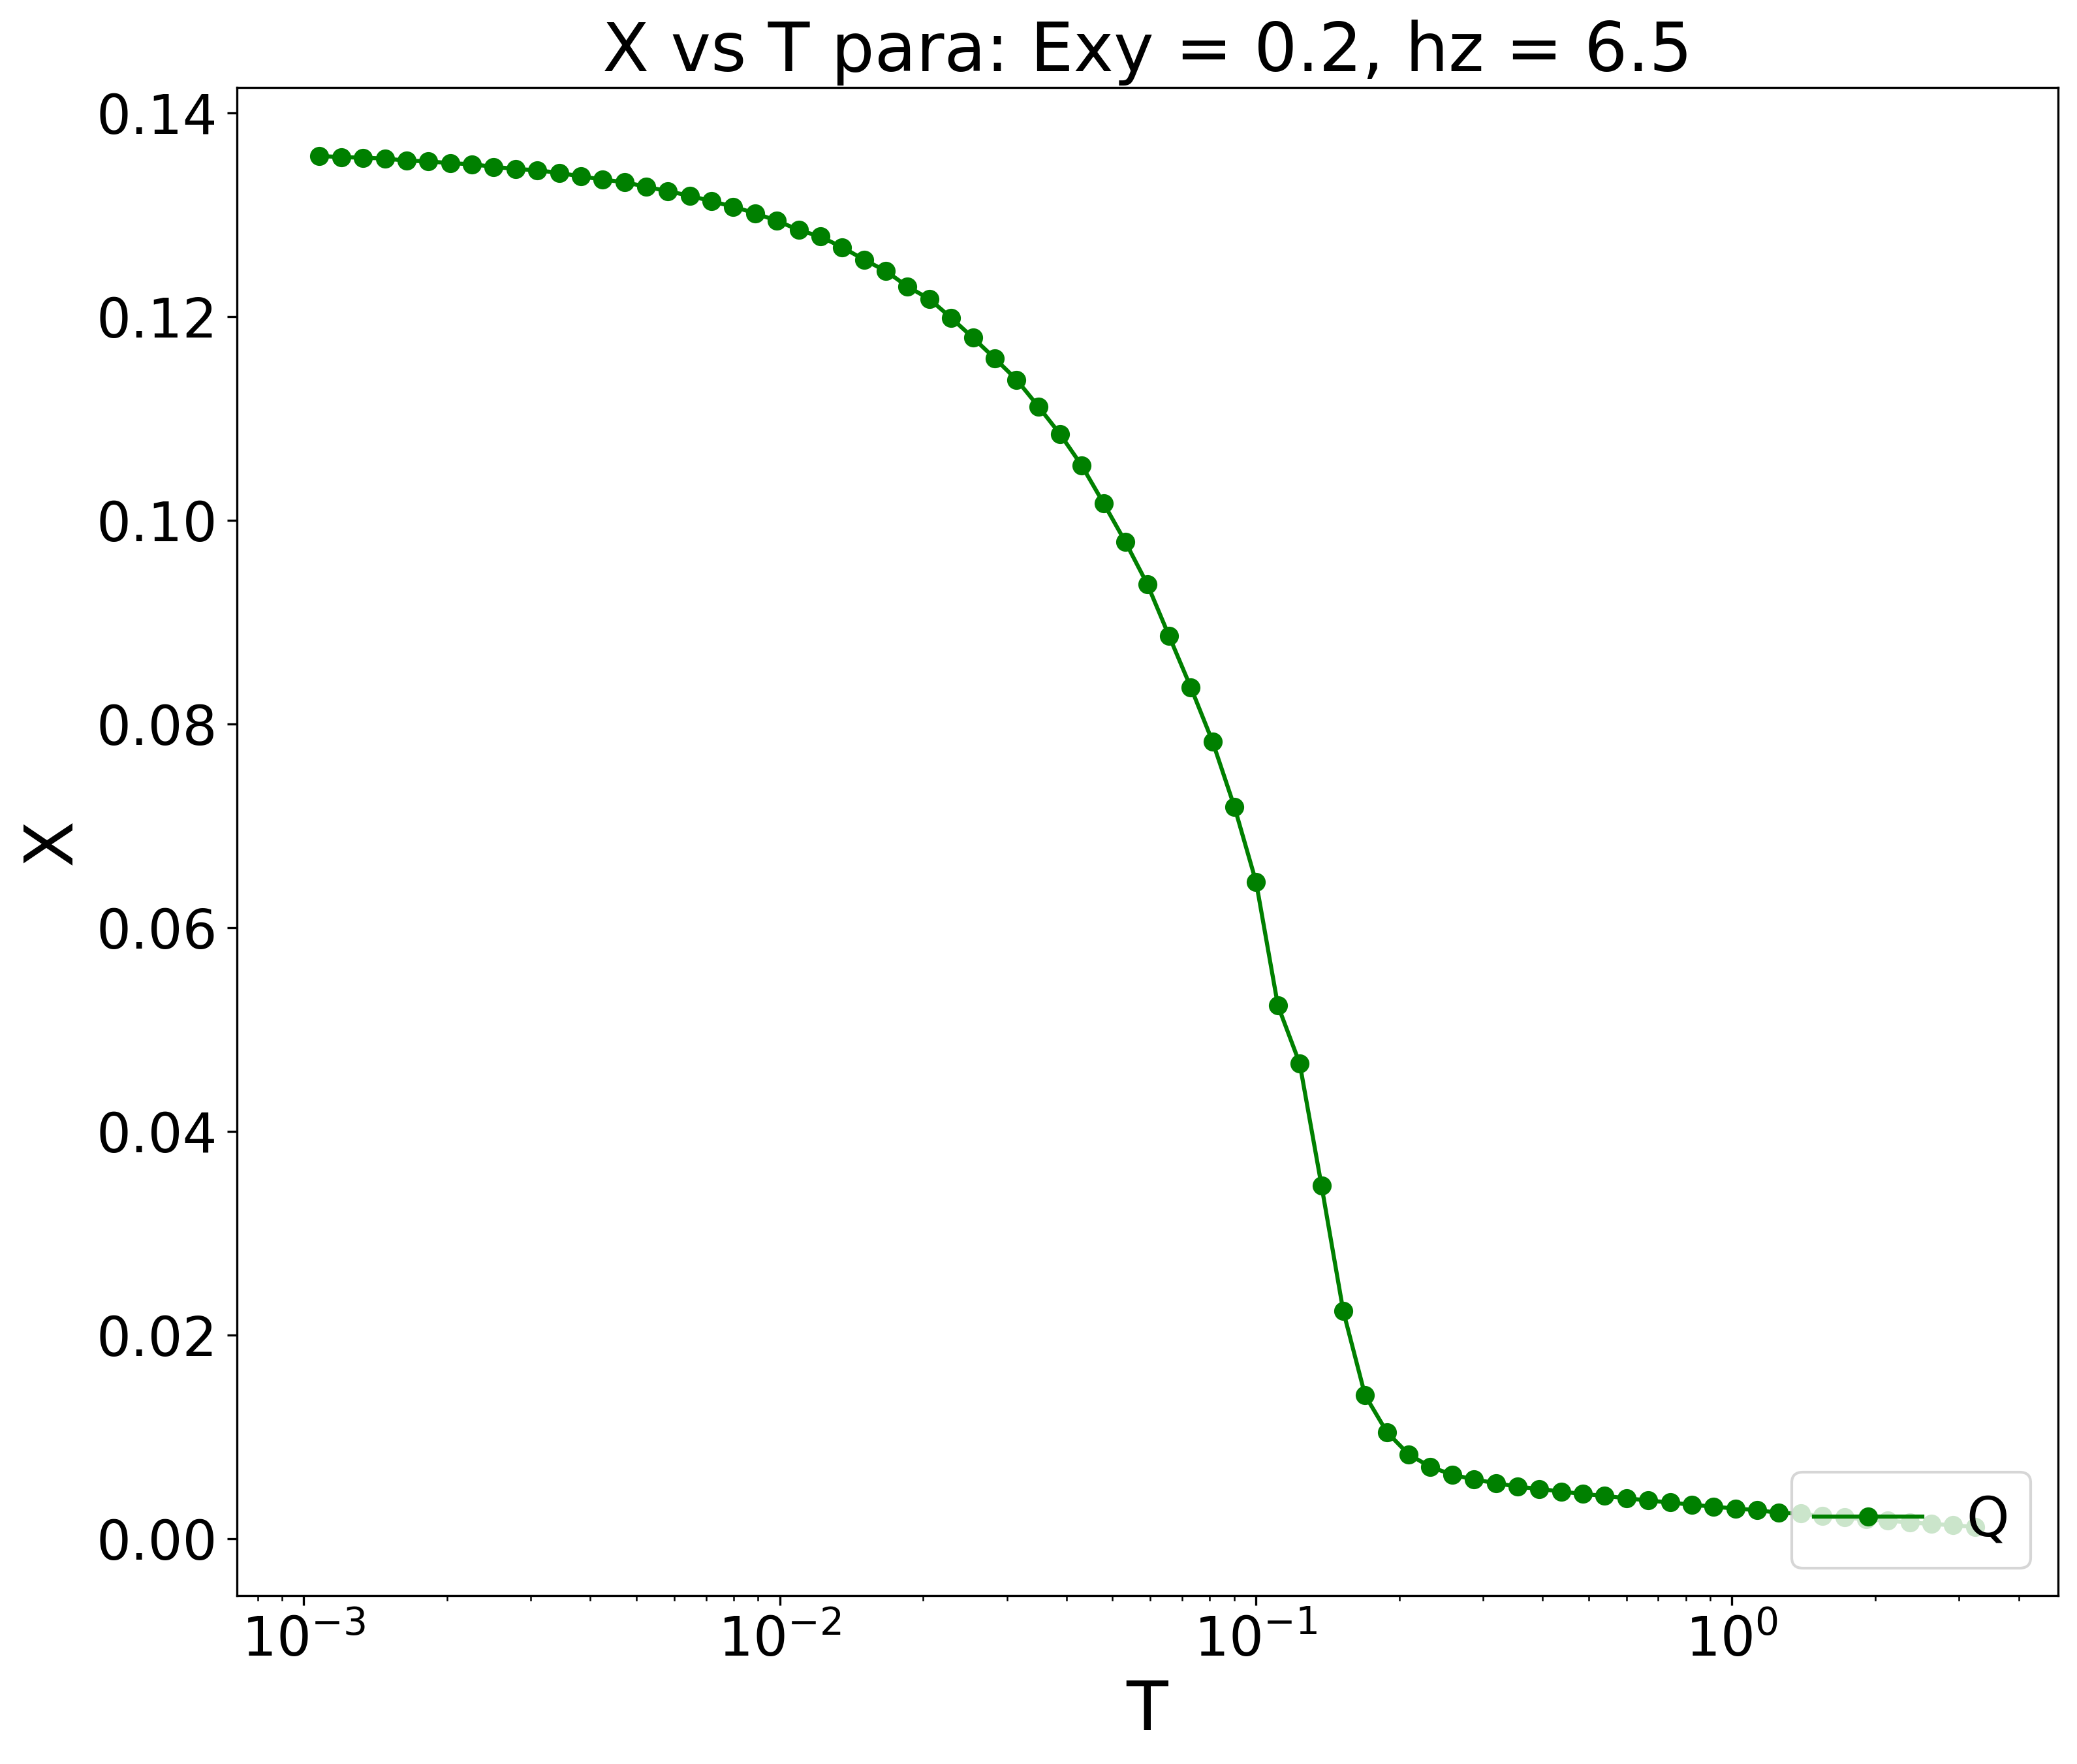 X vs T para: Exy = 0.2, hz = 6.5
0.14
0.12
0.10
0.08
0.06
0.04
0.02
0.00
X
Q
10⁻³ 10⁻² 10⁻¹ 10⁰
T